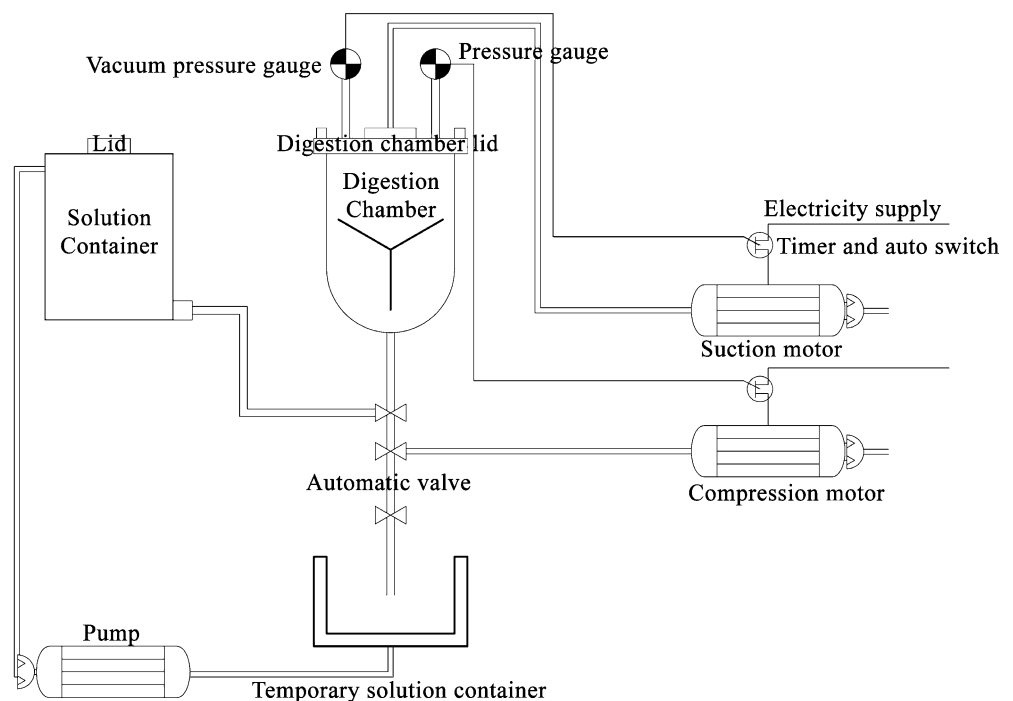 Pressure gauge
Vacuum pressure gauge
Lid
Digestion chamber lid
Digestion
Chamber
Solution
Container
Electricity supply
Timer and auto switch
Suction motor
Automatic valve
Compression motor
Pump
Temporary solution container